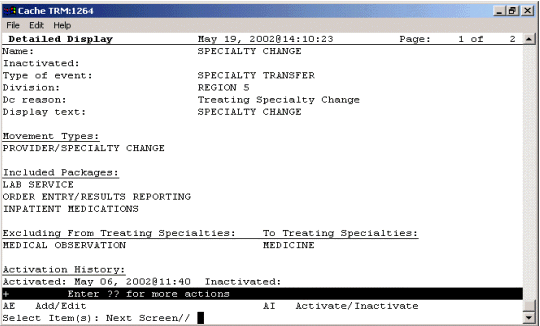 Cache TRM:1264
File Edit Help
Detailed Display May 19, 2002@14:10:23 Page: 1 of 2
Name: SPECIALTY CHANGE
Inactivated:
Type of event: SPECIALTY TRANSFER
Division: REGION 5
Dc reason: Treating Specialty Change
Display text: SPECIALTY CHANGE
Movement Types:
PROVIDER/SPECIALTY CHANGE
Included Packages:
LAB SERVICE
ORDER ENTRY/RESULTS REPORTING
INPATIENT MEDICATIONS
Excluding From Treating Specialties: To Treating Specialties:
MEDICAL OBSERVATION MEDICINE
Activation History:
Activated: May 06, 2002@11:40 Inactivated:
+ Enter ?? for more actions
AE Add/Edit AI Activate/Inactivate
Select Item(s): Next Screen//